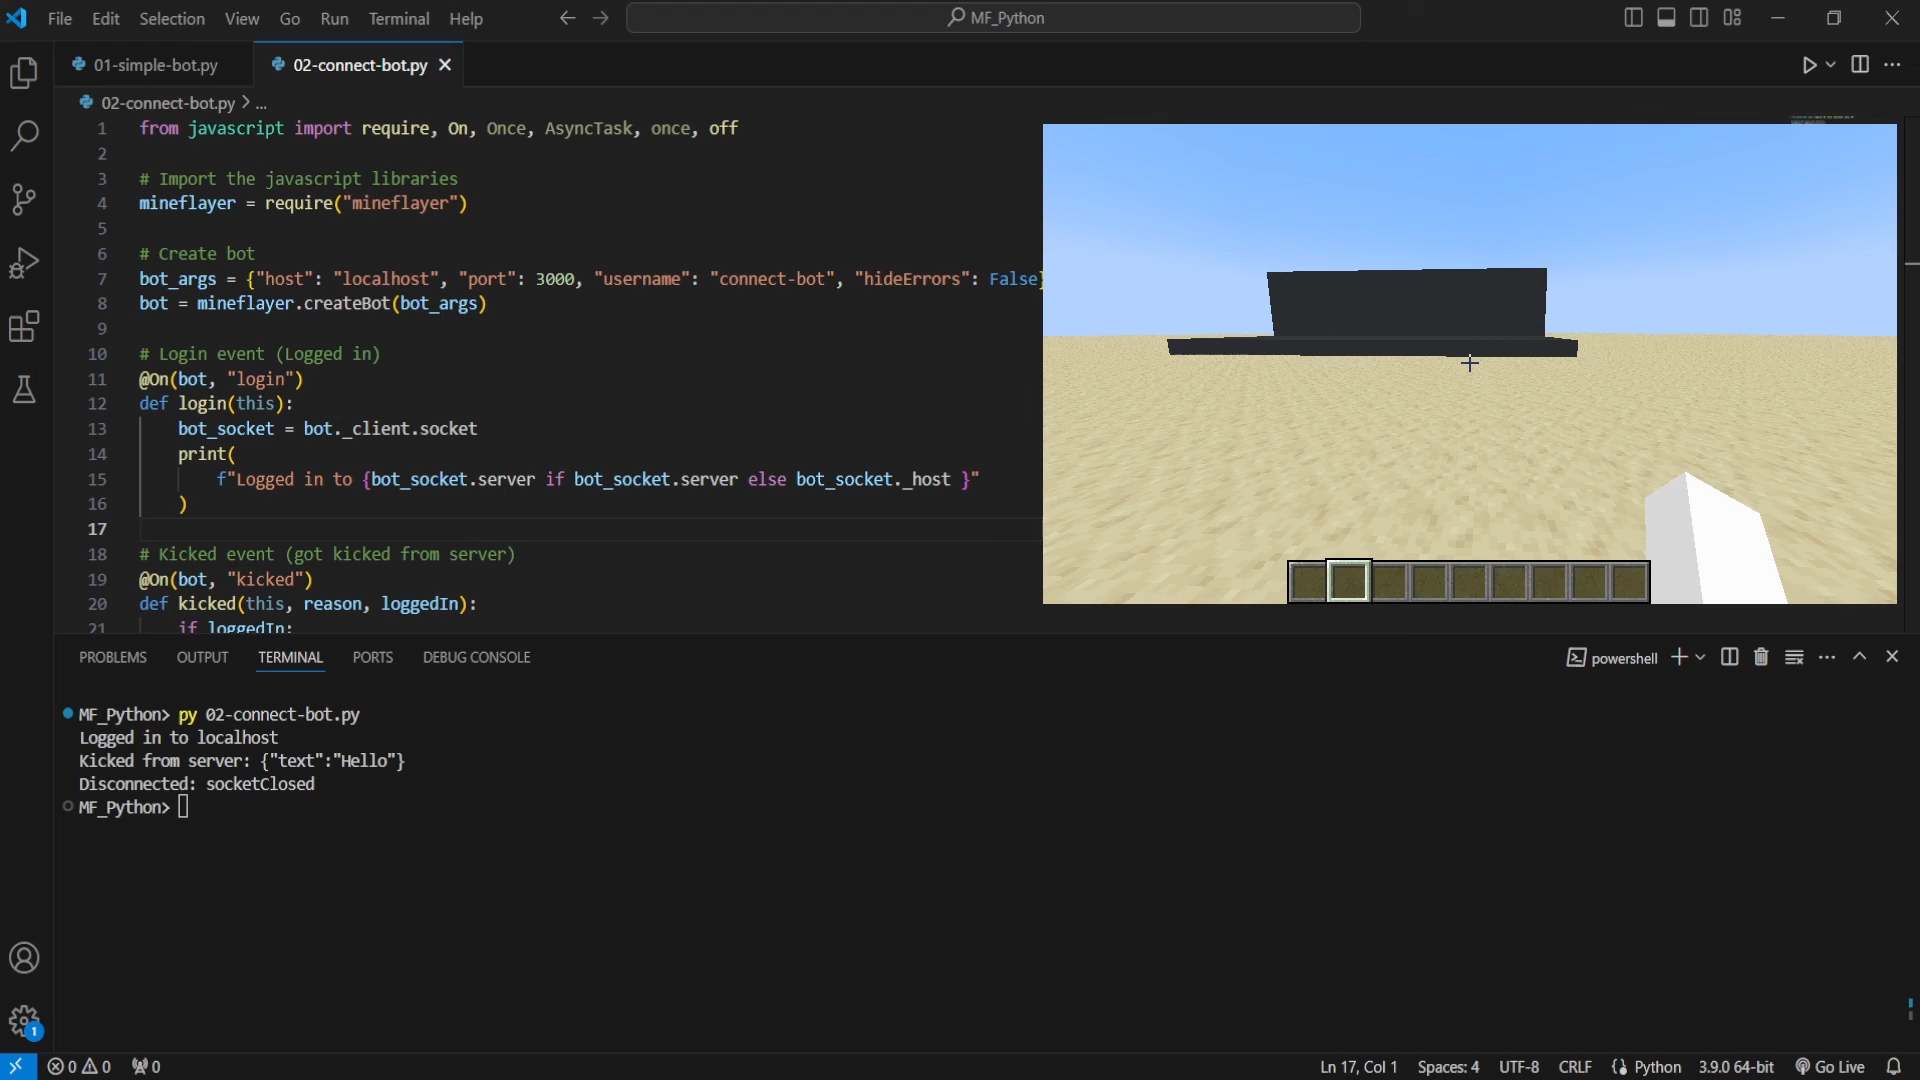 File Edit Selection View Go Run Terminal Help
MF_Python
01-simple-bot.py
02-connect-bot.py
02-connect-bot.py > ...
1 from javascript import require, On, Once, AsyncTask, once, off
2
3 # Import the javascript libraries
4 mineflayer = require("mineflayer")
5
6 # Create bot
7 bot_args = {"host": "localhost", "port": 3000, "username": "connect-bot", "hideErrors": False}
8 bot = mineflayer.createBot(bot_args)
9
10 # Login event (Logged in)
11 @On(bot, "login")
12 def login(this):
13 bot_socket = bot._client.socket
14 print(
15 f"Logged in to {bot_socket.server if bot_socket.server else bot_socket._host }"
16 )
17
18 # Kicked event (got kicked from server)
19 @On(bot, "kicked")
20 def kicked(this, reason, loggedIn):
21 if loggedIn:
PROBLEMS OUTPUT TERMINAL PORTS DEBUG CONSOLE
powershell
MF_Python> py 02-connect-bot.py
Logged in to localhost
Kicked from server: {"text":"Hello"}
Disconnected: socketClosed
MF_Python>
1
0 0 0
Ln 17, Col 1 Spaces: 4 UTF-8 CRLF Python 3.9.0 64-bit Go Live